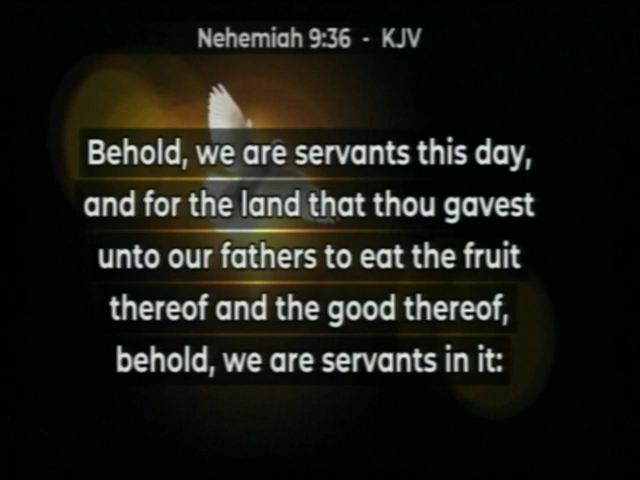 Nehemiah 9:36 - KJV
Behold, we are servants this day,
and for the land that thou gavest
unto our fathers to eat the fruit
thereof and the good thereof,
behold, we are servants in it: